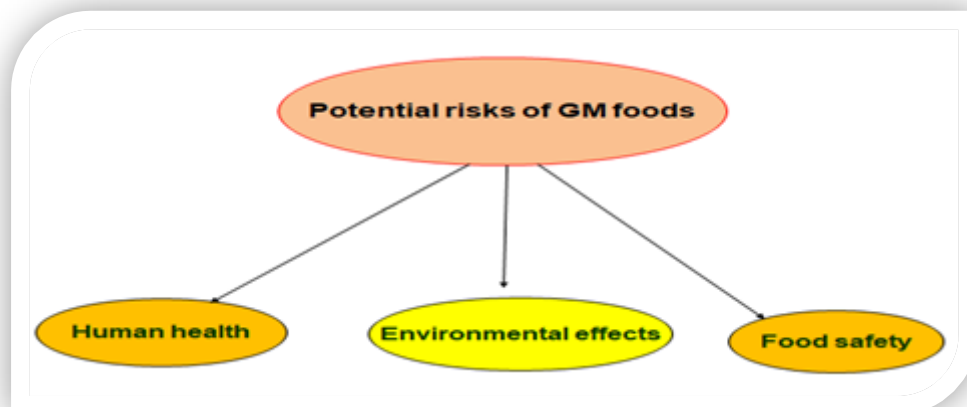 Potential risks of GM foods
Human health
Environmental effects
Food safety